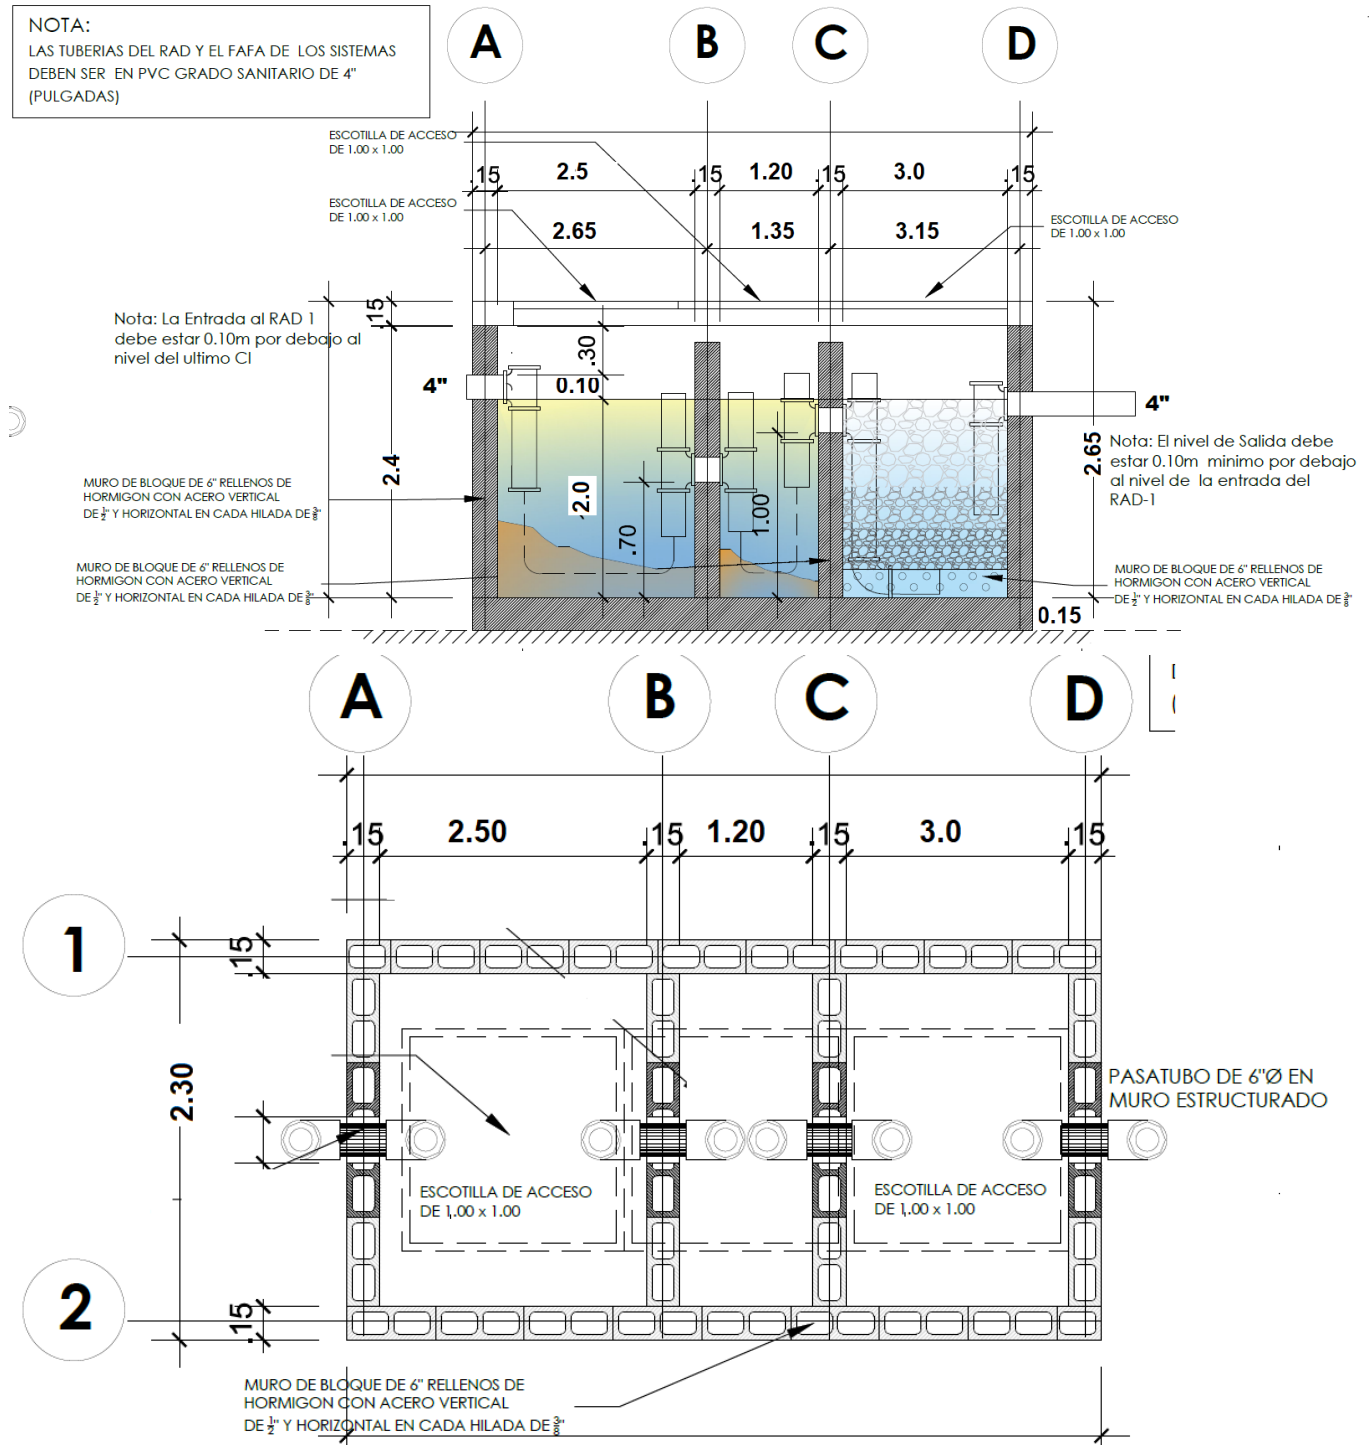 NOTA:
LAS TUBERIAS DEL RAD Y EL FAFA DE LOS SISTEMAS
DEBEN SER EN PVC GRADO SANITARIO DE 4"
(PULGADAS)
A
B
C
D
ESCOTILLA DE ACCESO
DE 1.00 x 1.00
.15
2.5
.15
1.20
.15
3.0
.15
ESCOTILLA DE ACCESO
DE 1.00 x 1.00
2.65
1.35
3.15
ESCOTILLA DE ACCESO
DE 1.00 x 1.00
.15
Nota: La Entrada al RAD 1
debe estar 0.10m por debajo al
nivel del ultimo CI
.30
4"
0.10
4"
2.4
2.0
.70
1.00
2.65
Nota: El nivel de Salida debe
estar 0.10m minimo por debajo
al nivel de la entrada del
RAD-1
MURO DE BLOQUE DE 6" RELLENOS DE
HORMIGON CON ACERO VERTICAL
DE ½" Y HORIZONTAL EN CADA HILADA DE ⅜"
MURO DE BLOQUE DE 6" RELLENOS DE
HORMIGON CON ACERO VERTICAL
DE ½" Y HORIZONTAL EN CADA HILADA DE ⅜"
MURO DE BLOQUE DE 6" RELLENOS DE
HORMIGON CON ACERO VERTICAL
DE ½" Y HORIZONTAL EN CADA HILADA DE ⅜"
0.15
A
B
C
D
.15
2.50
.15
1.20
.15
3.0
.15
1
.15
2.30
PASATUBO DE 6"Ø EN
MURO ESTRUCTURADO
ESCOTILLA DE ACCESO
DE 1.00 x 1.00
ESCOTILLA DE ACCESO
DE 1.00 x 1.00
2
.15
MURO DE BLOQUE DE 6" RELLENOS DE
HORMIGON CON ACERO VERTICAL
DE ½" Y HORIZONTAL EN CADA HILADA DE ⅜"